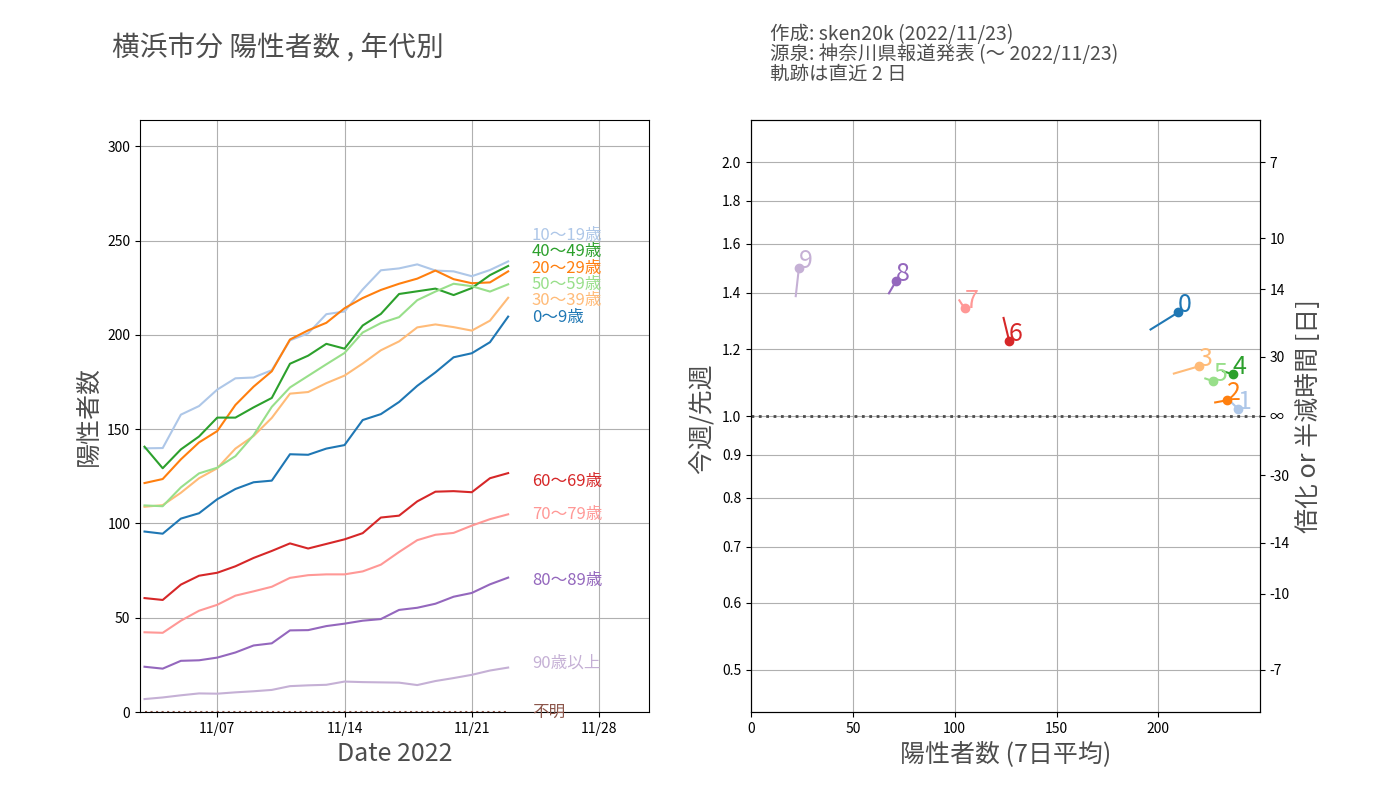 横浜市分 陽性者数 , 年代別
作成: sken20k (2022/11/23)
源泉: 神奈川県報道発表 (〜 2022/11/23)
軌跡は直近 2 日
300
250
200
150
100
50
0
陽性者数
10〜19歳
40〜49歳
20〜29歳
50〜59歳
30〜39歳
0〜9歳
60〜69歳
70〜79歳
80〜89歳
90歳以上
不明
11/07
11/14
11/21
11/28
Date 2022
2.0
1.8
1.6
1.4
1.2
1.0
0.9
0.8
0.7
0.6
0.5
今週/先週
9
8
7
6
0
3
4
5
2
1
7
10
14
30
∞
-30
-14
-10
-7
倍化 or 半減時間 [日]
0
50
100
150
200
陽性者数 (7日平均)